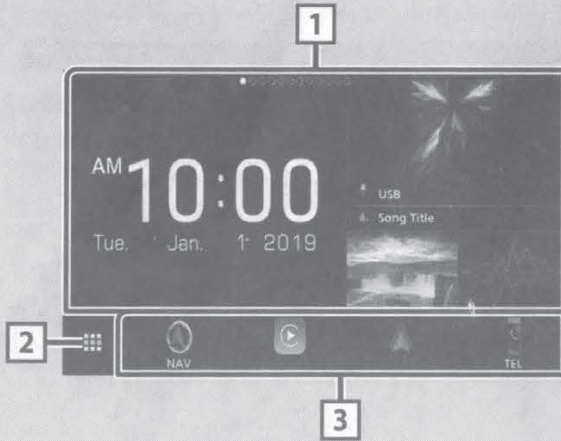 1
AM 10:00
Tue. Jan. 1 2019
USB
Song Title
2
NAV
TEL
3